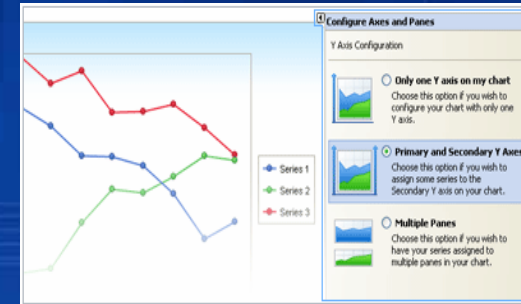 Configure Axes and Panes
Y Axis Configuration
Only one Y axis on my chart
Choose this option if you wish to
configure your chart with only one
Y axis.
Primary and Secondary Y Axes
Choose this option if you wish to
assign some series to the
Secondary Y axis on your chart.
Multiple Panes
Choose this option if you wish to
have your series assigned to
multiple panes in your chart.
Series 1
Series 2
Series 3